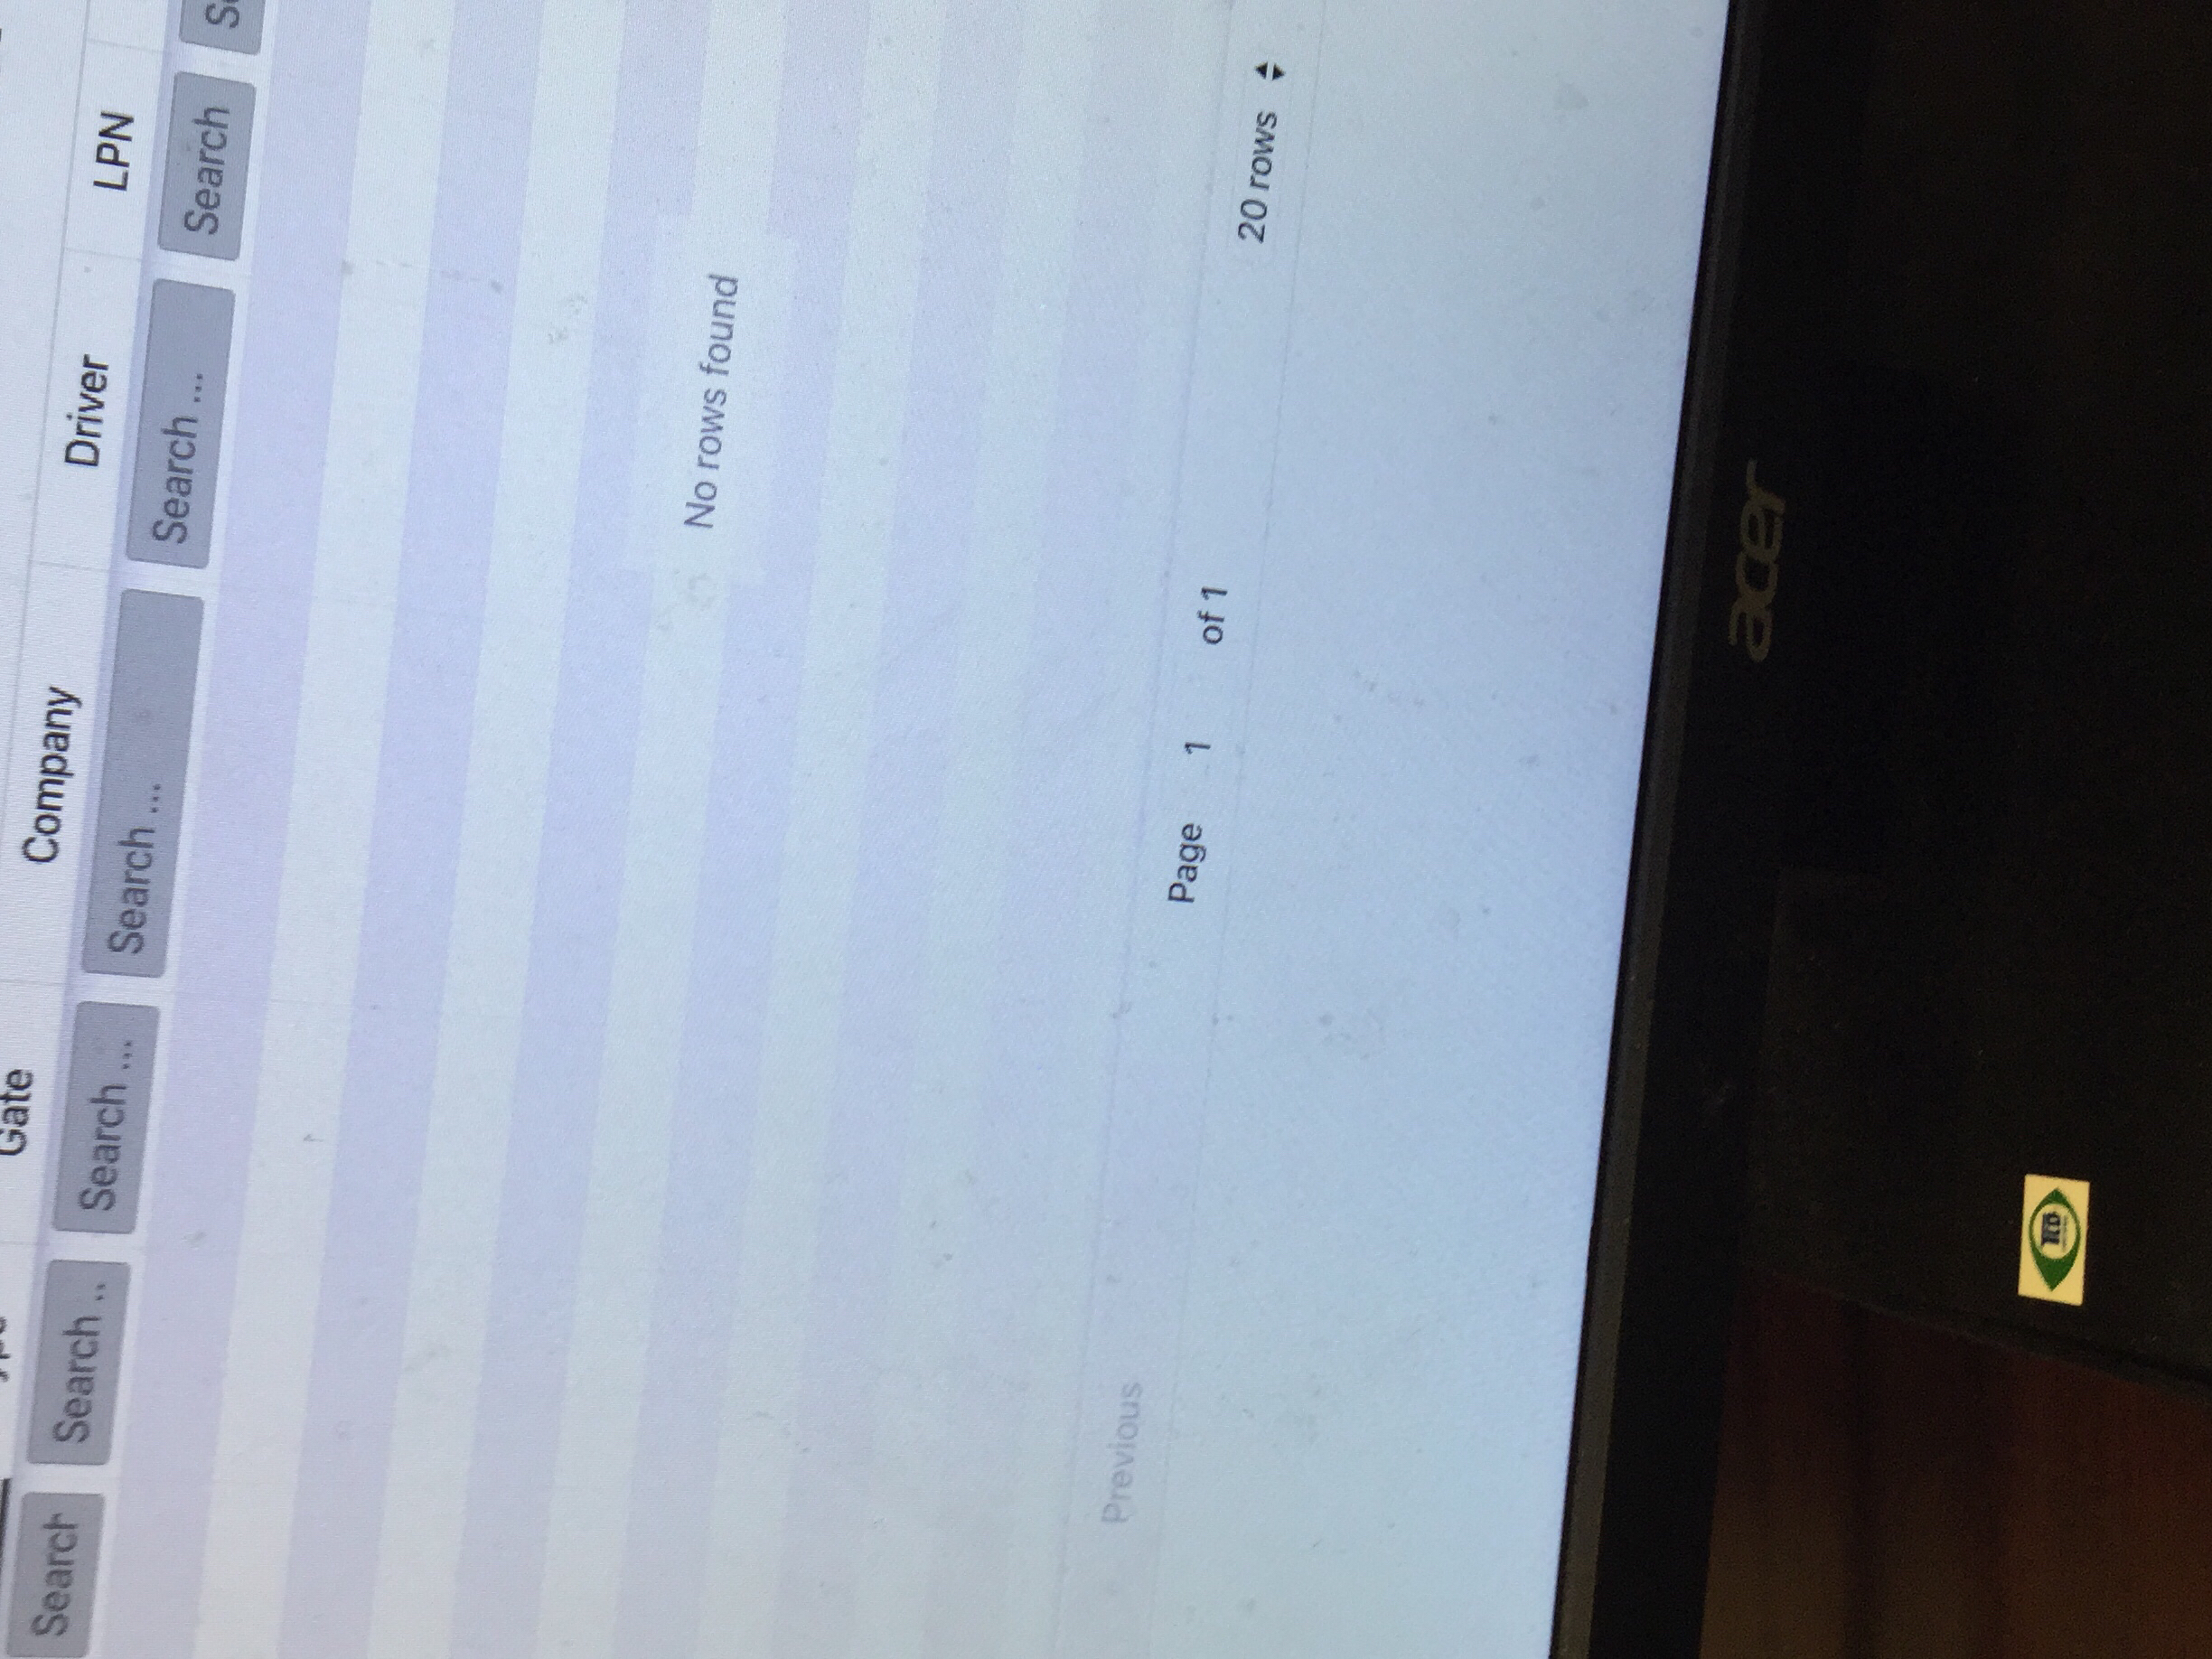 Gate Company Driver LPN
Search Search .. Search ... Search ... Search ... Search
No rows found
Previous Page 1 of 1 20 rows
acer
TCO